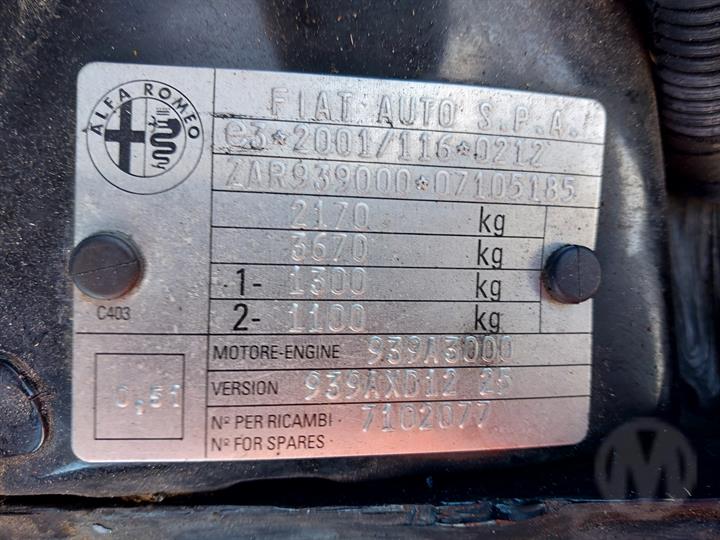 ALFA ROMEO
FIAT AUTO S.P.A.
e3*2001/116*0212
ZAR939000*07105185
2170 kg
3670 kg
1- 1300 kg
2- 1100 kg
C403
MOTORE-ENGINE 939A3000
0,51
VERSION 939AXD12 25
Nº PER RICAMBI · 7102077
Nº FOR SPARES ·
M